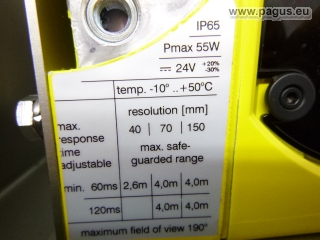 www.pagus.eu
IP65
Pmax 55W
⎓ 24V +20% -30%
temp. -10° ..+50°C
resolution [mm]
max. 40 70 150
response
time max. safe-
adjustable guarded range
min. 60ms 2,6m 4,0m 4,0m
120ms 4,0m 4,0m
maximum field of view 190°